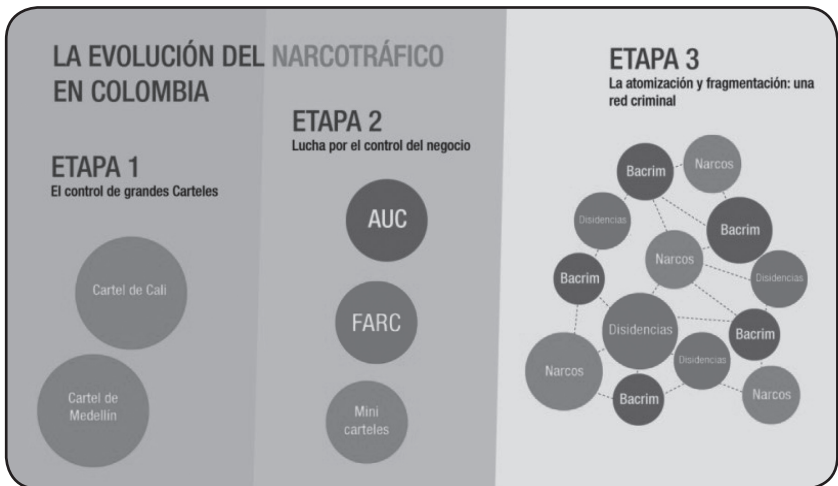 LA EVOLUCIÓN DEL NARCOTRÁFICO
EN COLOMBIA
ETAPA 1
El control de grandes Carteles
Cartel de Cali
Cartel de
Medellín
ETAPA 2
Lucha por el control del negocio
AUC
FARC
Mini
carteles
ETAPA 3
La atomización y fragmentación: una
red criminal
Bacrim
Narcos
Disidencias
Bacrim
Narcos
Bacrim
Disidencias
Disidencias
Bacrim
Narcos
Disidencias
Bacrim
Narcos